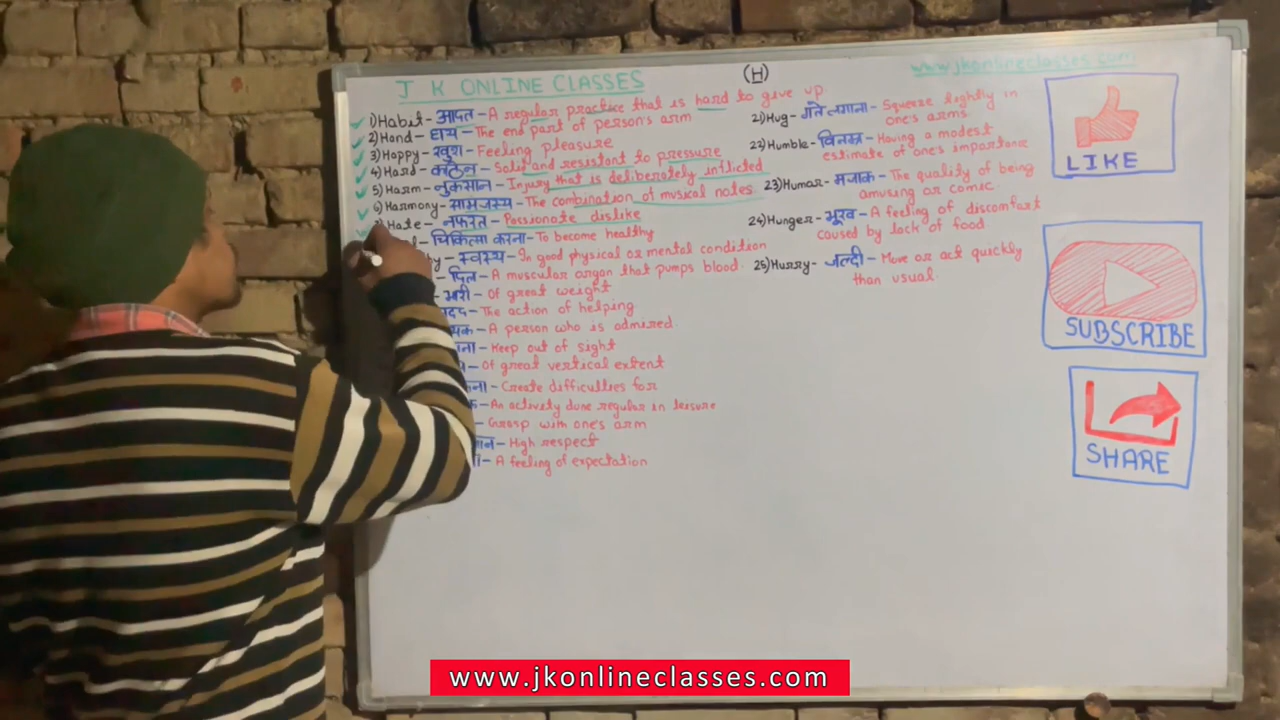 J K ONLINE CLASSES
(H)
www.jkonlineclasses.com
1) Habit - आदत - A regular practice that is hard to give up
2) Hand - हाथ - The end part of person's arm
3) Happy - खुश - Feeling pleasure
4) Hard - कठिन - Solid and resistant to pressure
5) Harm - नुकसान - Injury that is deliberately inflicted
6) Harmony - सामंजस्य - The combination of musical notes
Hate - नफरत - Passionate dislike
चिकित्सा करना - To become healthy
- स्वस्थ - In good physical or mental condition
- दिल - A muscular organ that pumps blood.
- भारी - Of great weight
- The action of helping
- A person who is admired.
- Keep out of sight
- Of great vertical extent
- Create difficulties for
- An activity done regular in leisure
- Grasp with one's arm
- High respect
- A feeling of expectation
21) Hug - गले लगाना - Squeeze tightly in
one's arms.
23) Humble - विनम्र - Having a modest
estimate of one's importance
23) Humar - मजाक - The quality of being
amusing or comic.
24) Hunger - भूख - A feeling of discomfort
caused by lack of food
25) Hurry - जल्दी - Move or act quickly
than usual.
LIKE
SUBSCRIBE
SHARE
www.jkonlineclasses.com